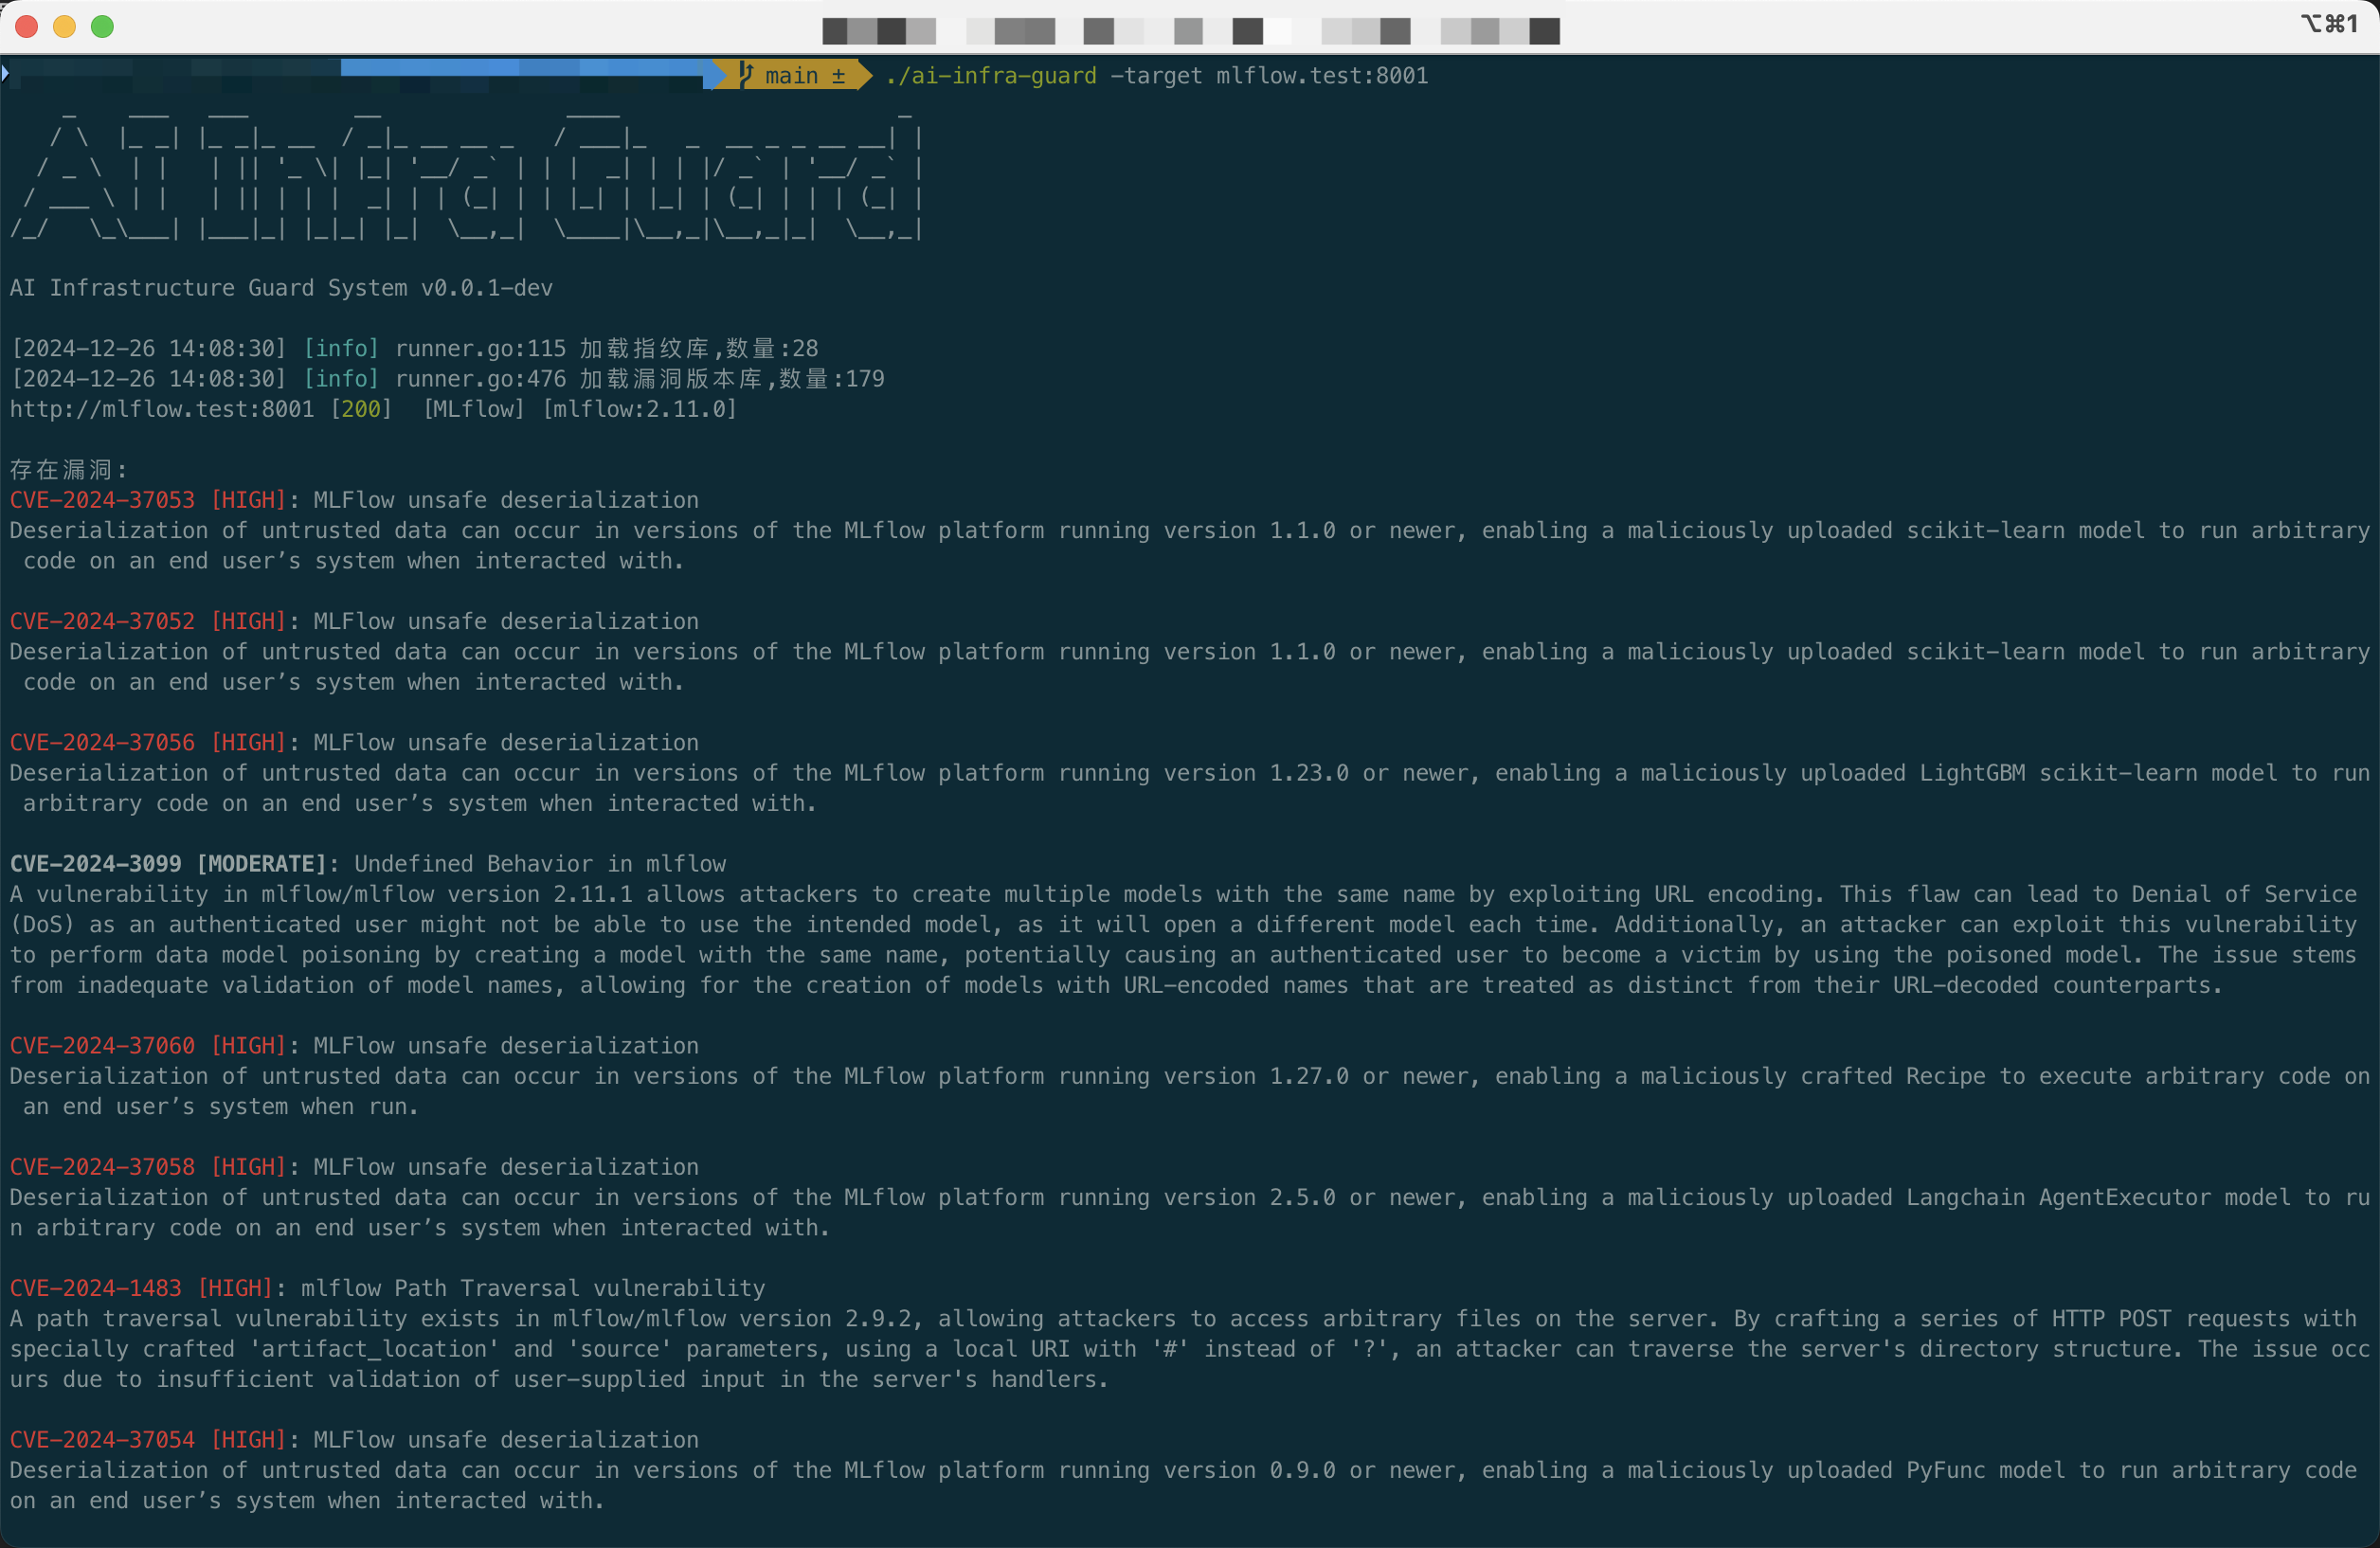 ⌥⌘1
main ± ./ai-infra-guard -target mlflow.test:8001
    _    ___   ___        __              ____                     _
   / \  |_ _| |_ _|_ __  / _|_ __ __ _   / ___|_   _  __ _ _ __ __| |
  / _ \  | |   | || '_ \| |_| '__/ _` | | |  _| | | |/ _` | '__/ _` |
 / ___ \ | |   | || | | |  _| | | (_| | | |_| | |_| | (_| | | | (_| |
/_/   \_\___| |___|_| |_|_| |_|  \__,_|  \____|\__,_|\__,_|_|  \__,_|
AI Infrastructure Guard System v0.0.1-dev
[2024-12-26 14:08:30] [info] runner.go:115 加载指纹库,数量:28
[2024-12-26 14:08:30] [info] runner.go:476 加载漏洞版本库,数量:179
http://mlflow.test:8001 [200]  [MLflow] [mlflow:2.11.0]
存在漏洞:
CVE-2024-37053 [HIGH]: MLFlow unsafe deserialization
Deserialization of untrusted data can occur in versions of the MLflow platform running version 1.1.0 or newer, enabling a maliciously uploaded scikit-learn model to run arbitrary
 code on an end user’s system when interacted with.
CVE-2024-37052 [HIGH]: MLFlow unsafe deserialization
Deserialization of untrusted data can occur in versions of the MLflow platform running version 1.1.0 or newer, enabling a maliciously uploaded scikit-learn model to run arbitrary
 code on an end user’s system when interacted with.
CVE-2024-37056 [HIGH]: MLFlow unsafe deserialization
Deserialization of untrusted data can occur in versions of the MLflow platform running version 1.23.0 or newer, enabling a maliciously uploaded LightGBM scikit-learn model to run
 arbitrary code on an end user’s system when interacted with.
CVE-2024-3099 [MODERATE]: Undefined Behavior in mlflow
A vulnerability in mlflow/mlflow version 2.11.1 allows attackers to create multiple models with the same name by exploiting URL encoding. This flaw can lead to Denial of Service
(DoS) as an authenticated user might not be able to use the intended model, as it will open a different model each time. Additionally, an attacker can exploit this vulnerability
to perform data model poisoning by creating a model with the same name, potentially causing an authenticated user to become a victim by using the poisoned model. The issue stems
from inadequate validation of model names, allowing for the creation of models with URL-encoded names that are treated as distinct from their URL-decoded counterparts.
CVE-2024-37060 [HIGH]: MLFlow unsafe deserialization
Deserialization of untrusted data can occur in versions of the MLflow platform running version 1.27.0 or newer, enabling a maliciously crafted Recipe to execute arbitrary code on
 an end user’s system when run.
CVE-2024-37058 [HIGH]: MLFlow unsafe deserialization
Deserialization of untrusted data can occur in versions of the MLflow platform running version 2.5.0 or newer, enabling a maliciously uploaded Langchain AgentExecutor model to ru
n arbitrary code on an end user’s system when interacted with.
CVE-2024-1483 [HIGH]: mlflow Path Traversal vulnerability
A path traversal vulnerability exists in mlflow/mlflow version 2.9.2, allowing attackers to access arbitrary files on the server. By crafting a series of HTTP POST requests with
specially crafted 'artifact_location' and 'source' parameters, using a local URI with '#' instead of '?', an attacker can traverse the server's directory structure. The issue occ
urs due to insufficient validation of user-supplied input in the server's handlers.
CVE-2024-37054 [HIGH]: MLFlow unsafe deserialization
Deserialization of untrusted data can occur in versions of the MLflow platform running version 0.9.0 or newer, enabling a maliciously uploaded PyFunc model to run arbitrary code
on an end user’s system when interacted with.